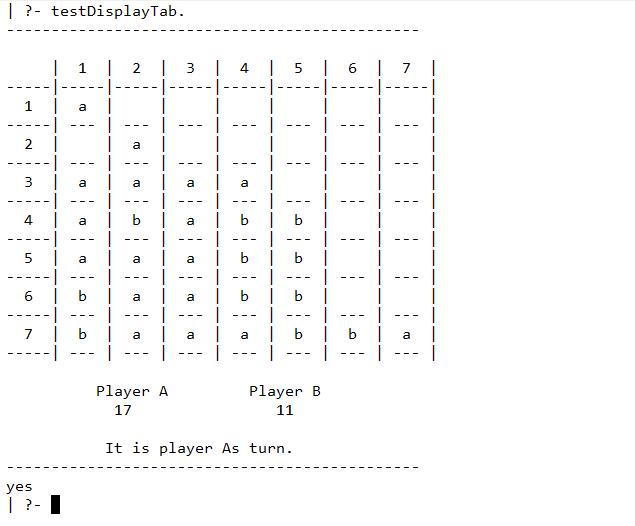 | ?- testDisplayTab.
----------------------------------------------
     |  1  |  2  |  3  |  4  |  5  |  6  |  7  |
-----|-----|-----|-----|-----|-----|-----|-----|
  1  |  a  |     |     |     |     |     |     |
-----| --- | --- | --- | --- | --- | --- | --- |
  2  |     |  a  |     |     |     |     |     |
-----| --- | --- | --- | --- | --- | --- | --- |
  3  |  a  |  a  |  a  |  a  |     |     |     |
-----| --- | --- | --- | --- | --- | --- | --- |
  4  |  a  |  b  |  a  |  b  |  b  |     |     |
-----| --- | --- | --- | --- | --- | --- | --- |
  5  |  a  |  a  |  a  |  b  |  b  |     |     |
-----| --- | --- | --- | --- | --- | --- | --- |
  6  |  b  |  a  |  a  |  b  |  b  |     |     |
-----| --- | --- | --- | --- | --- | --- | --- |
  7  |  b  |  a  |  a  |  a  |  b  |  b  |  a  |
-----| --- | --- | --- | --- | --- | --- | --- |
          Player A         Player B
            17                11
           It is player As turn.
----------------------------------------------
yes
| ?-